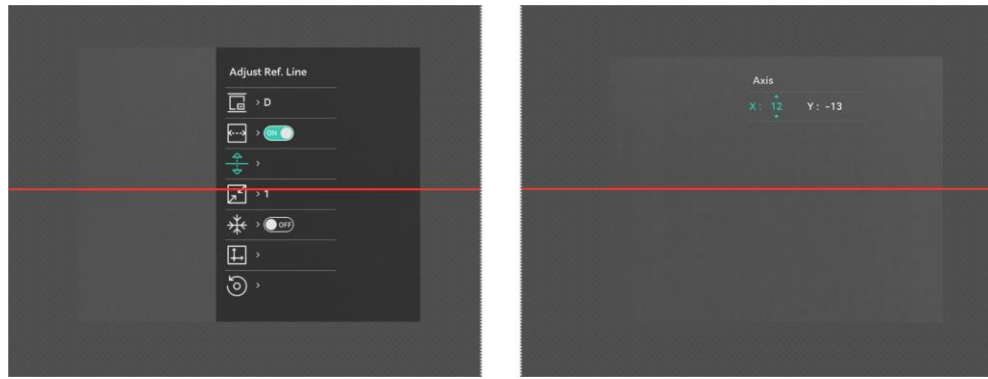 Adjust Ref. Line
> D
> ON
>
> 1
> OFF
>
>
Axis
X : 12 Y : -13